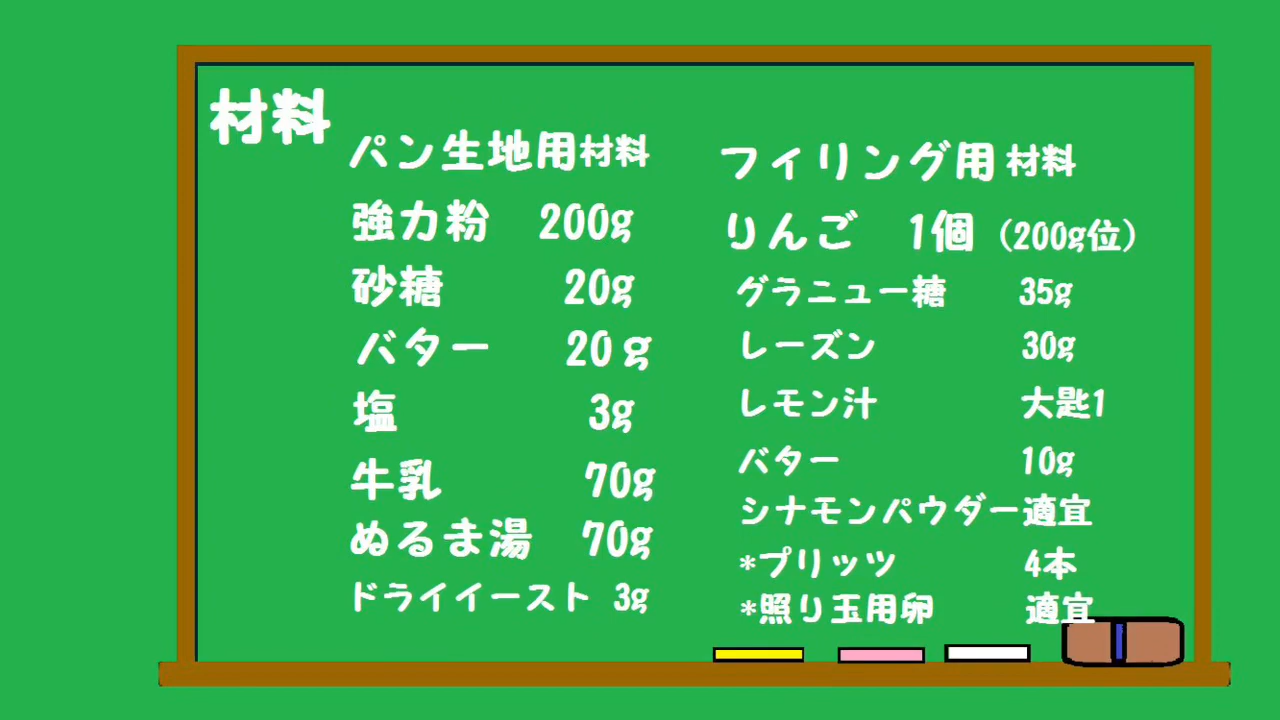 材料
パン生地用材料
強力粉 200g
砂糖 20g
バター 20g
塩 3g
牛乳 70g
ぬるま湯 70g
ドライイースト 3g
フィリング用材料
りんご 1個（200g位）
グラニュー糖 35g
レーズン 30g
レモン汁 大匙1
バター 10g
シナモンパウダー適宜
*プリッツ 4本
*照り玉用卵 適宜